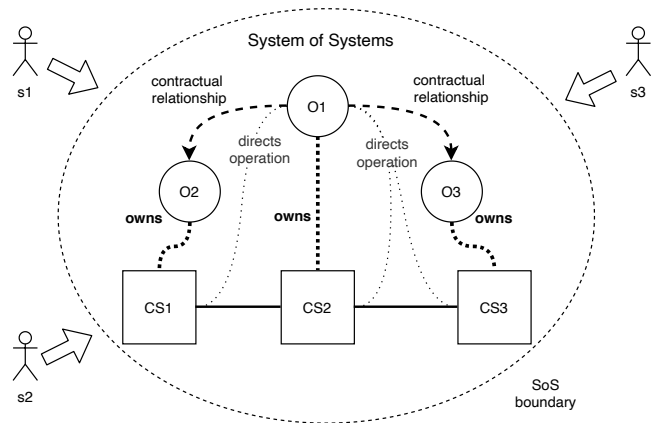 System of Systems
s1
s3
contractual
relationship
contractual
relationship
O1
directs
operation
directs
operation
O2
O3
owns
owns
owns
CS1
CS2
CS3
s2
SoS
boundary